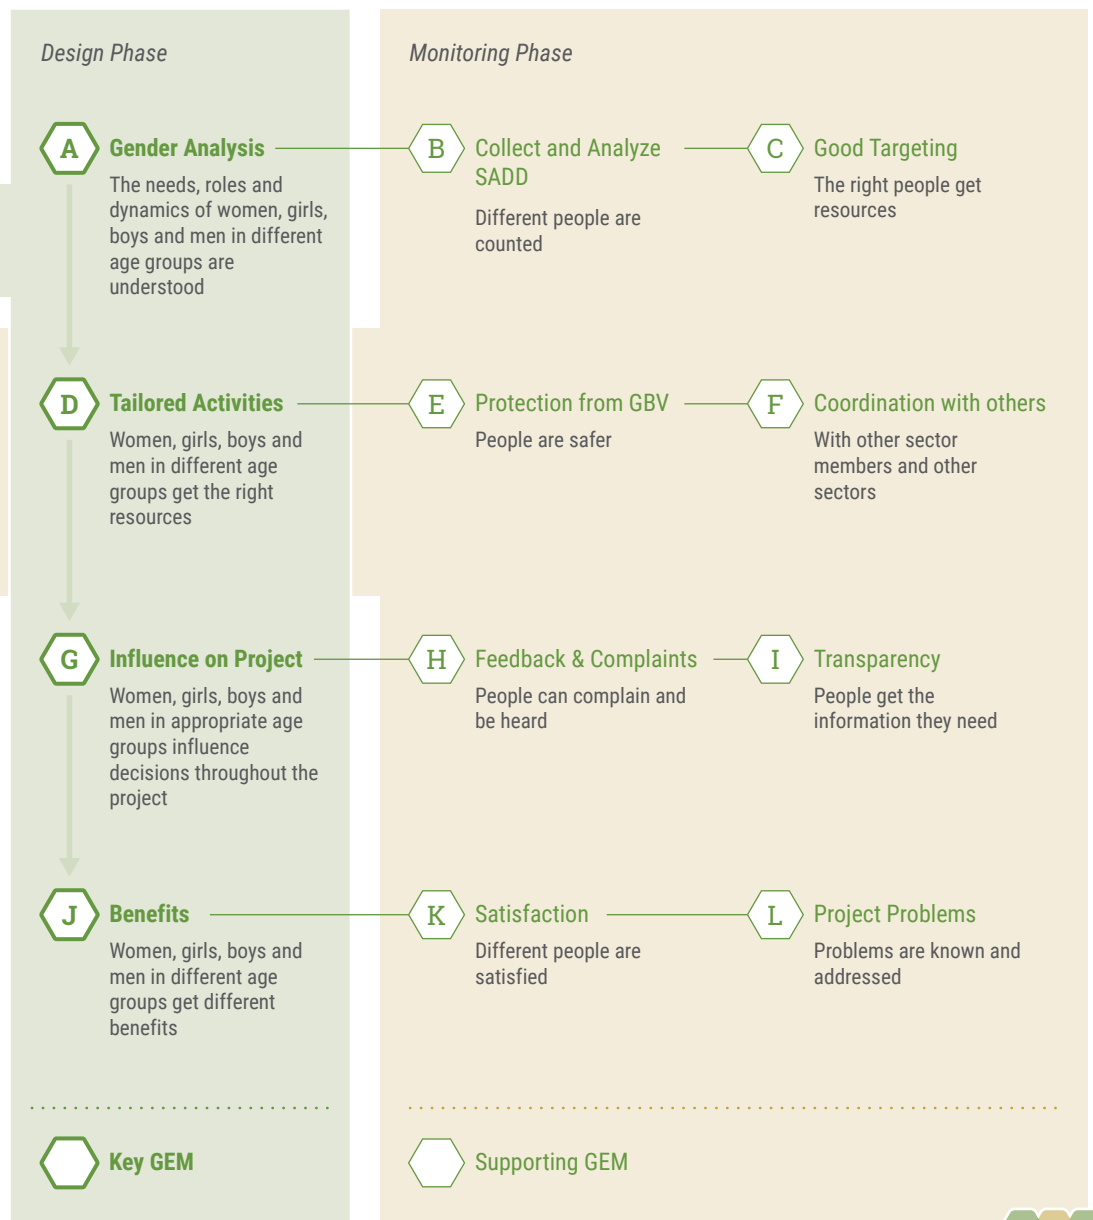 Design Phase
Monitoring Phase
A
Gender Analysis
The needs, roles and
dynamics of women, girls,
boys and men in different
age groups are
understood
B
Collect and Analyze
SADD
Different people are
counted
C
Good Targeting
The right people get
resources
D
Tailored Activities
Women, girls, boys and
men in different age
groups get the right
resources
E
Protection from GBV
People are safer
F
Coordination with others
With other sector
members and other
sectors
G
Influence on Project
Women, girls, boys and
men in appropriate age
groups influence
decisions throughout the
project
H
Feedback & Complaints
People can complain and
be heard
I
Transparency
People get the
information they need
J
Benefits
Women, girls, boys and
men in different age
groups get different
benefits
K
Satisfaction
Different people are
satisfied
L
Project Problems
Problems are known and
addressed
Key GEM
Supporting GEM